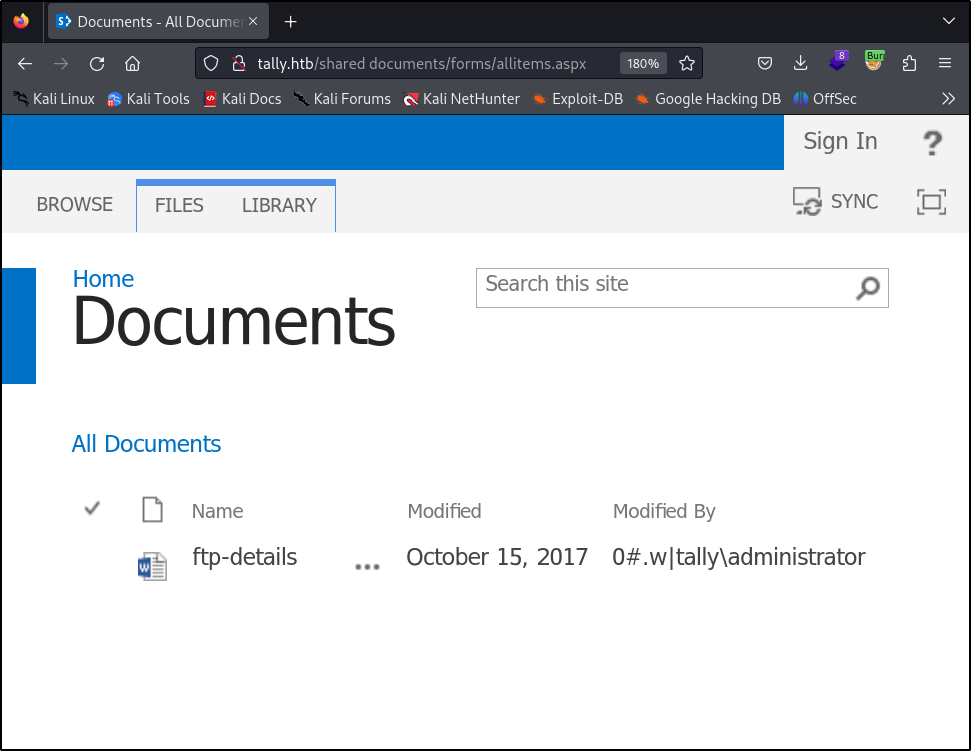 Documents - All Documen
tally.htb/shared documents/forms/allitems.aspx 180% 8 Bur
Kali Linux Kali Tools Kali Docs Kali Forums Kali NetHunter Exploit-DB Google Hacking DB OffSec
Sign In ?
BROWSE FILES LIBRARY SYNC
Home
Search this site
Documents
All Documents
Name Modified Modified By
ftp-details ... October 15, 2017 0#.w|tally\administrator